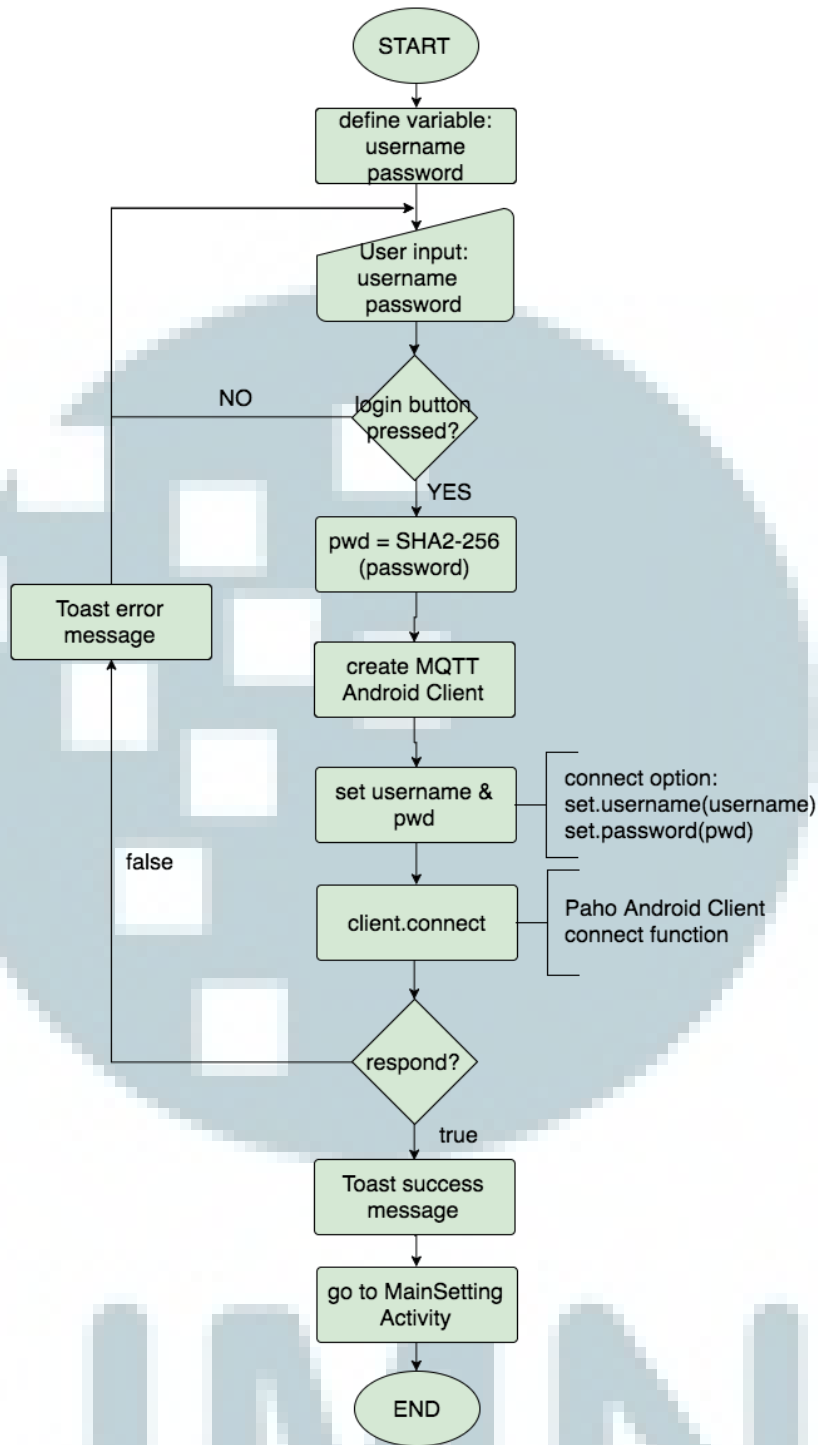 START
define variable:
username
password
User input:
username
password
login button
pressed?
NO
YES
pwd = SHA2-256
(password)
Toast error
message
create MQTT
Android Client
set username &
pwd
connect option:
set.username(username)
set.password(pwd)
false
client.connect
Paho Android Client
connect function
respond?
true
Toast success
message
go to MainSetting
Activity
END